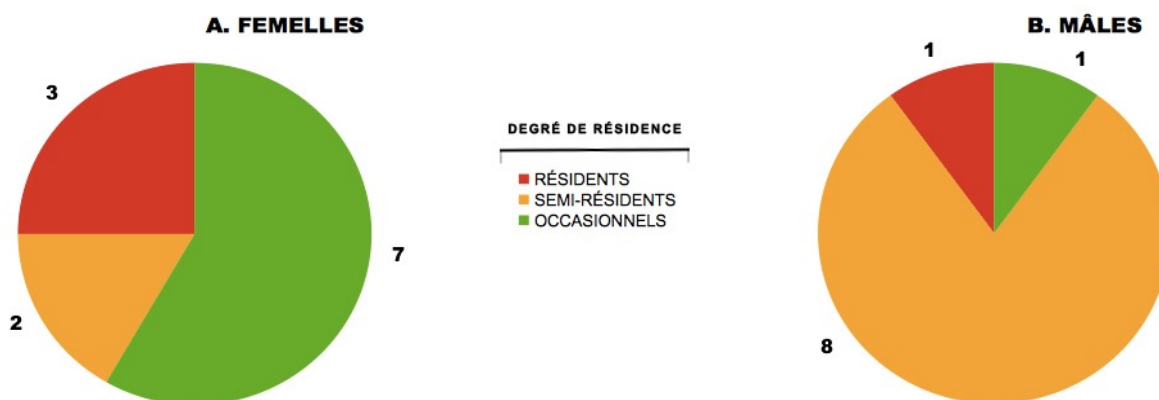 A. FEMELLES
3
2
7
DEGRÉ DE RÉSIDENCE
RÉSIDENTS
SEMI-RÉSIDENTS
OCCASIONNELS
B. MÂLES
1
1
8